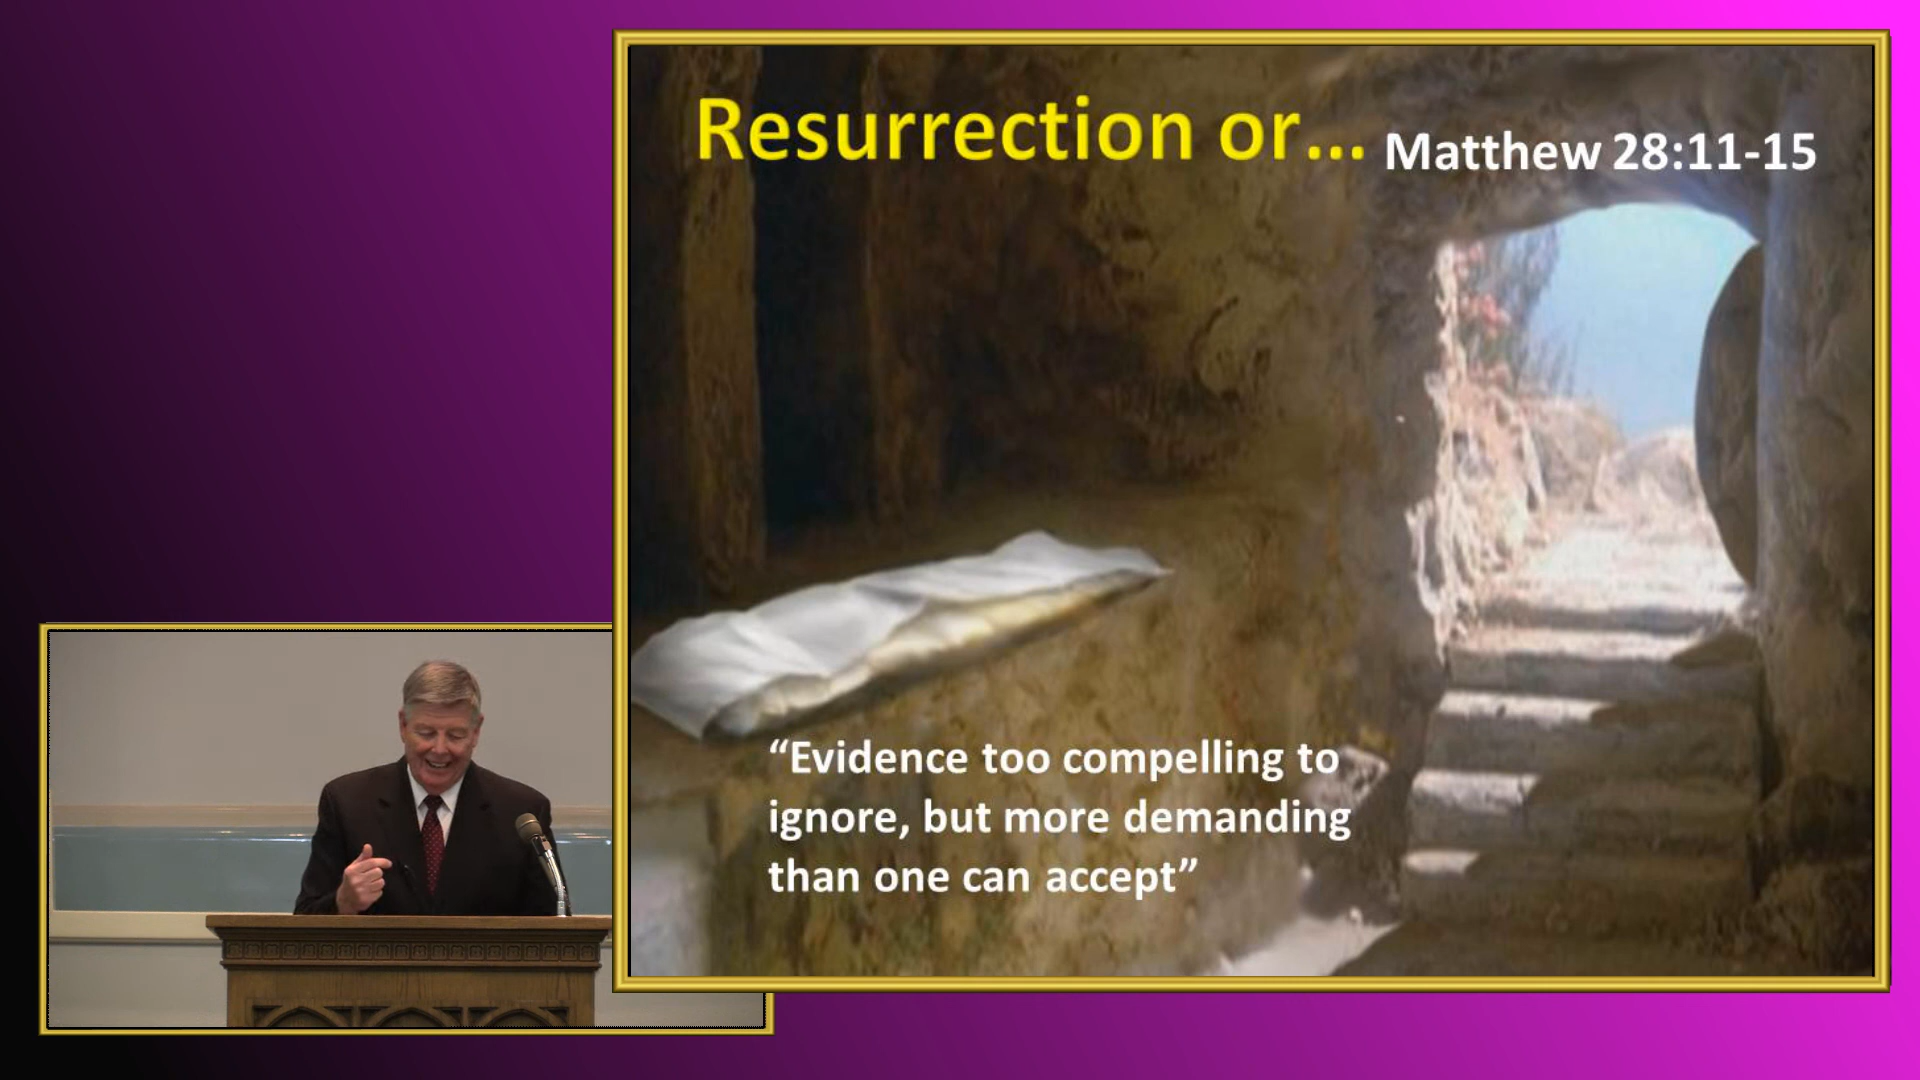 Resurrection or... Matthew 28:11-15
“Evidence too compelling to
ignore, but more demanding
than one can accept”